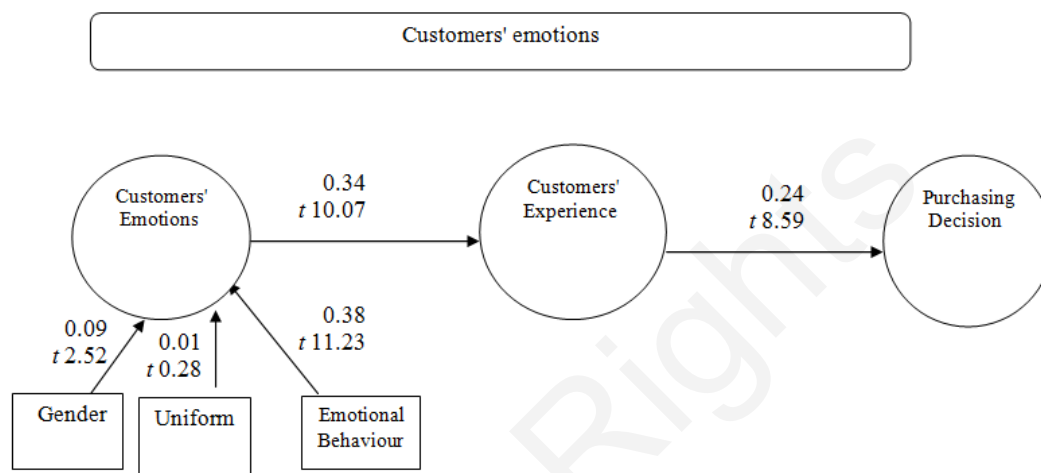 Customers' emotions
Customers'
Emotions
0.34
t 10.07
Customers'
Experience
0.24
t 8.59
Purchasing
Decision
0.09
t 2.52
0.01
t 0.28
0.38
t 11.23
Gender
Uniform
Emotional
Behaviour
Rights